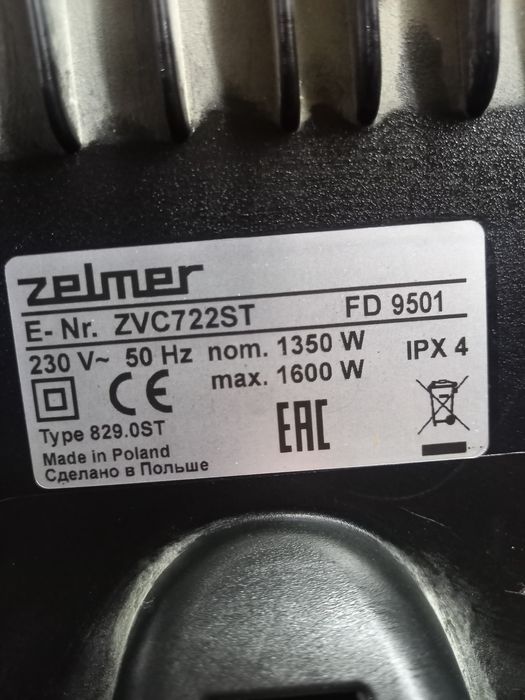 zelmer
E- Nr. ZVC722ST FD 9501
230 V~ 50 Hz nom. 1350 W IPX 4
max. 1600 W
CE
EAC
Type 829.0ST
Made in Poland
Сделано в Польше